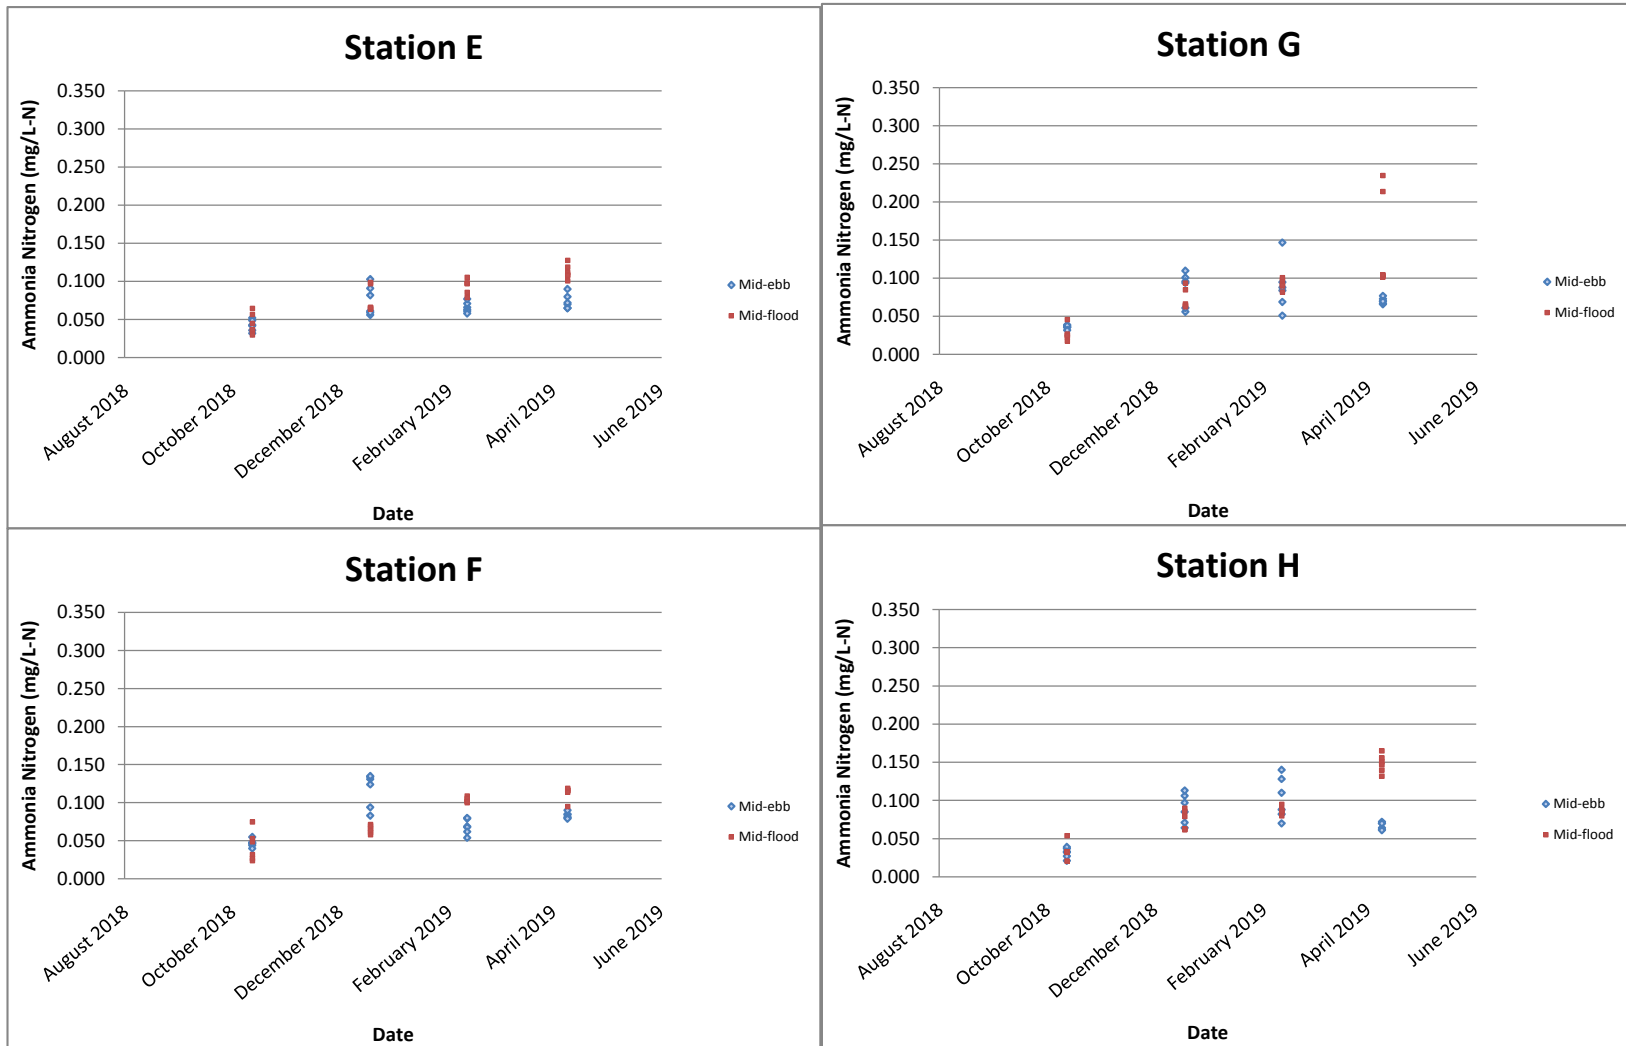 Station E
Ammonia Nitrogen (mg/L-N)
0.350
0.300
0.250
0.200
0.150
0.100
0.050
0.000
August 2018
October 2018
December 2018
February 2019
April 2019
June 2019
Date
Mid-ebb
Mid-flood
Station G
Ammonia Nitrogen (mg/L-N)
0.350
0.300
0.250
0.200
0.150
0.100
0.050
0.000
August 2018
October 2018
December 2018
February 2019
April 2019
June 2019
Date
Mid-ebb
Mid-flood
Station F
Ammonia Nitrogen (mg/L-N)
0.350
0.300
0.250
0.200
0.150
0.100
0.050
0.000
August 2018
October 2018
December 2018
February 2019
April 2019
June 2019
Date
Mid-ebb
Mid-flood
Station H
Ammonia Nitrogen (mg/L-N)
0.350
0.300
0.250
0.200
0.150
0.100
0.050
0.000
August 2018
October 2018
December 2018
February 2019
April 2019
June 2019
Date
Mid-ebb
Mid-flood